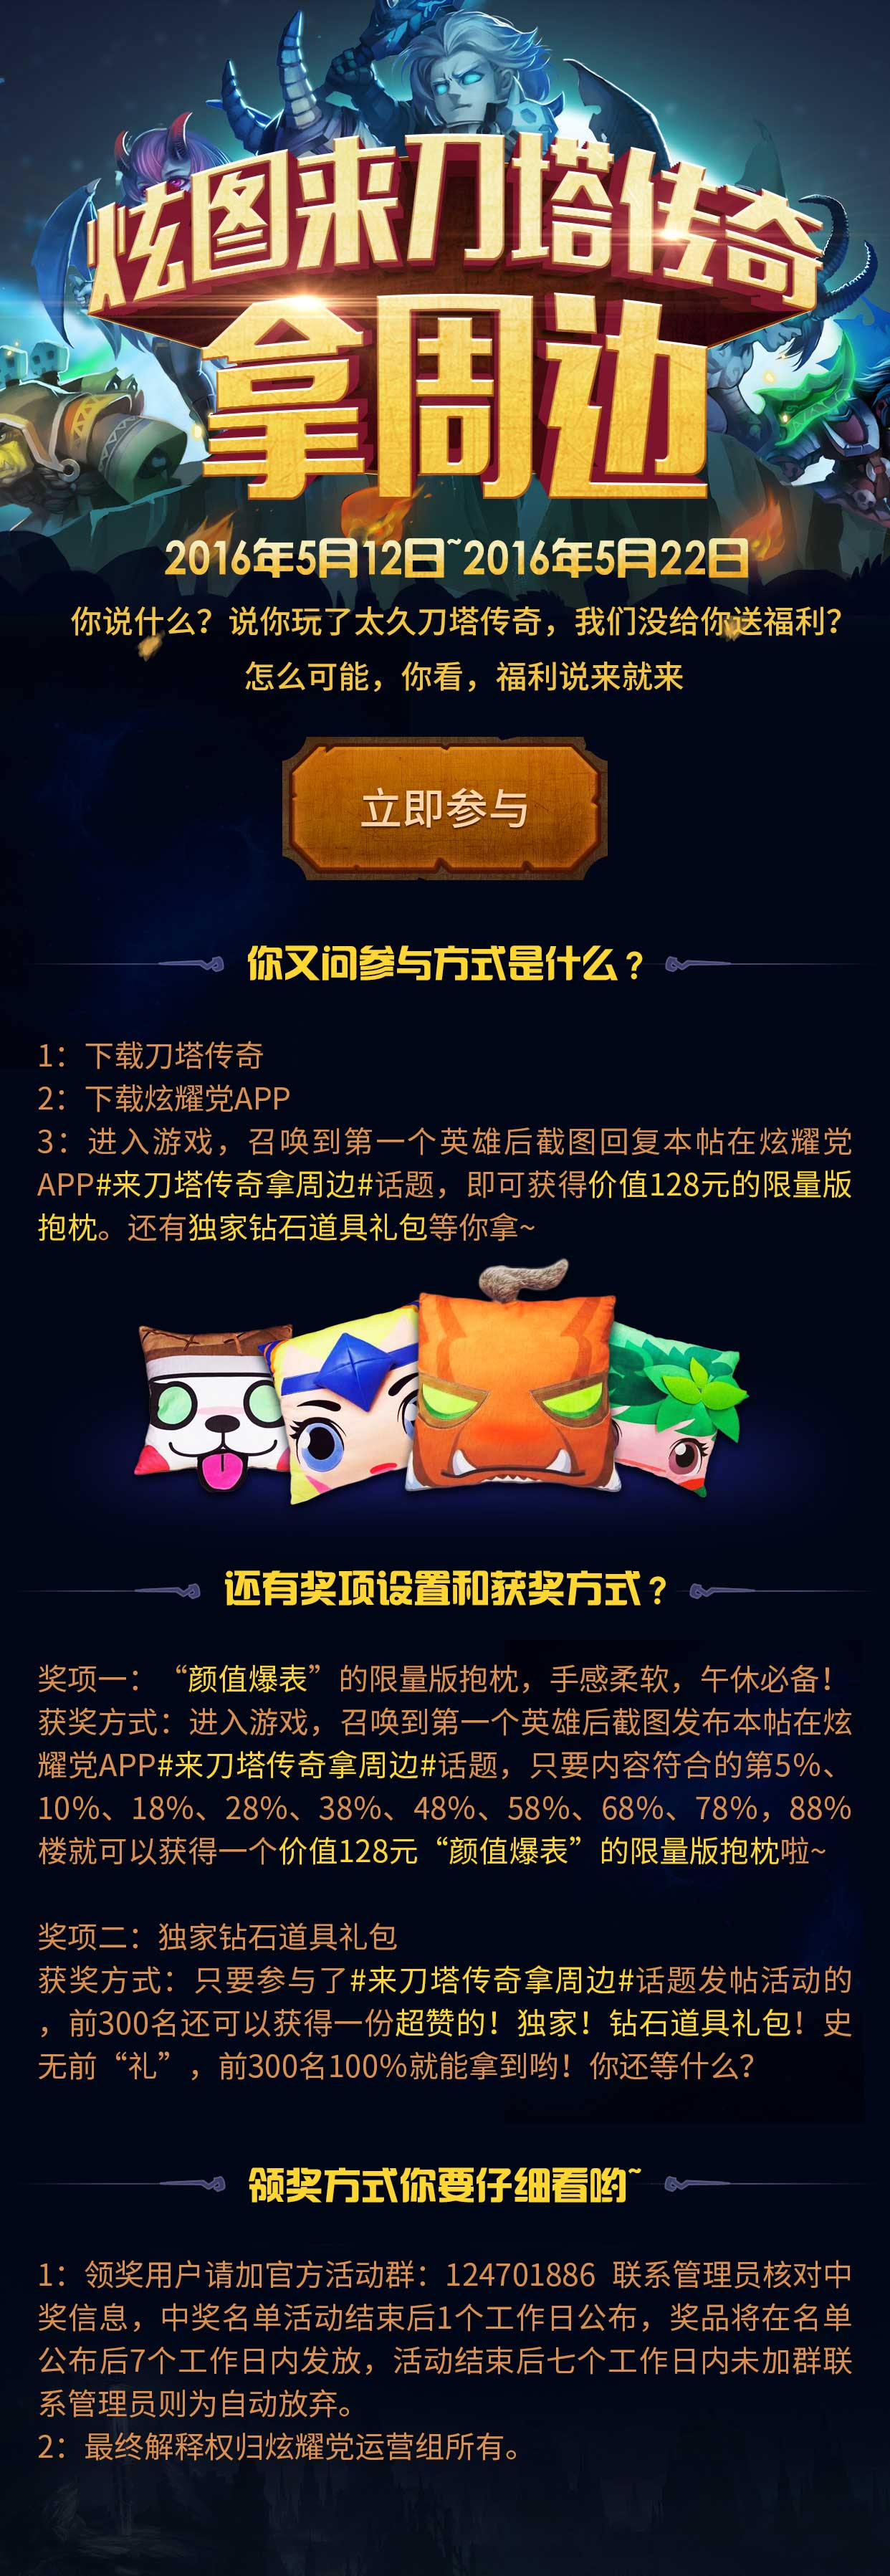 炫图来刀塔传奇
拿周边
2016年5月12日~2016年5月22日
你说什么？说你玩了太久刀塔传奇，我们没给你送福利？
怎么可能，你看，福利说来就来
立即参与
你又问参与方式是什么？
1：下载刀塔传奇
2：下载炫耀党APP
3：进入游戏，召唤到第一个英雄后截图回复本帖在炫耀党
APP#来刀塔传奇拿周边#话题，即可获得价值128元的限量版
抱枕。还有独家钻石道具礼包等你拿~
还有奖项设置和获奖方式？
奖项一：“颜值爆表”的限量版抱枕，手感柔软，午休必备！
获奖方式：进入游戏，召唤到第一个英雄后截图发布本帖在炫
耀党APP#来刀塔传奇拿周边#话题，只要内容符合的第5%、
10%、18%、28%、38%、48%、58%、68%、78%，88%
楼就可以获得一个价值128元“颜值爆表”的限量版抱枕啦~
奖项二：独家钻石道具礼包
获奖方式：只要参与了#来刀塔传奇拿周边#话题发帖活动的
，前300名还可以获得一份超赞的！独家！钻石道具礼包！史
无前“礼”，前300名100%就能拿到哟！你还等什么？
领奖方式你要仔细看哟~
1：领奖用户请加官方活动群：124701886 联系管理员核对中
奖信息，中奖名单活动结束后1个工作日公布，奖品将在名单
公布后7个工作日内发放，活动结束后七个工作日内未加群联
系管理员则为自动放弃。
2：最终解释权归炫耀党运营组所有。